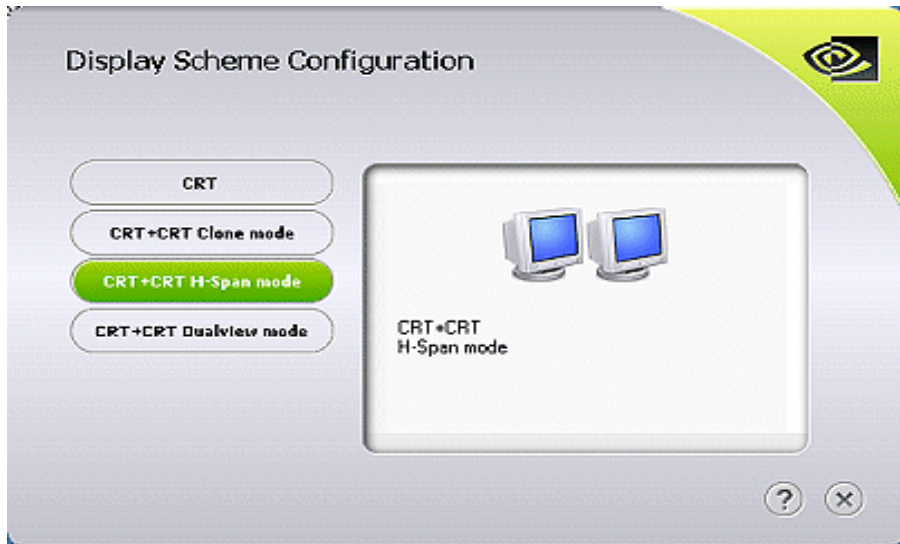 Display Scheme Configuration
CRT
CRT+CRT Clone mode
CRT+CRT H-Span mode
CRT+CRT Dualview mode
CRT+CRT
H-Span mode
?